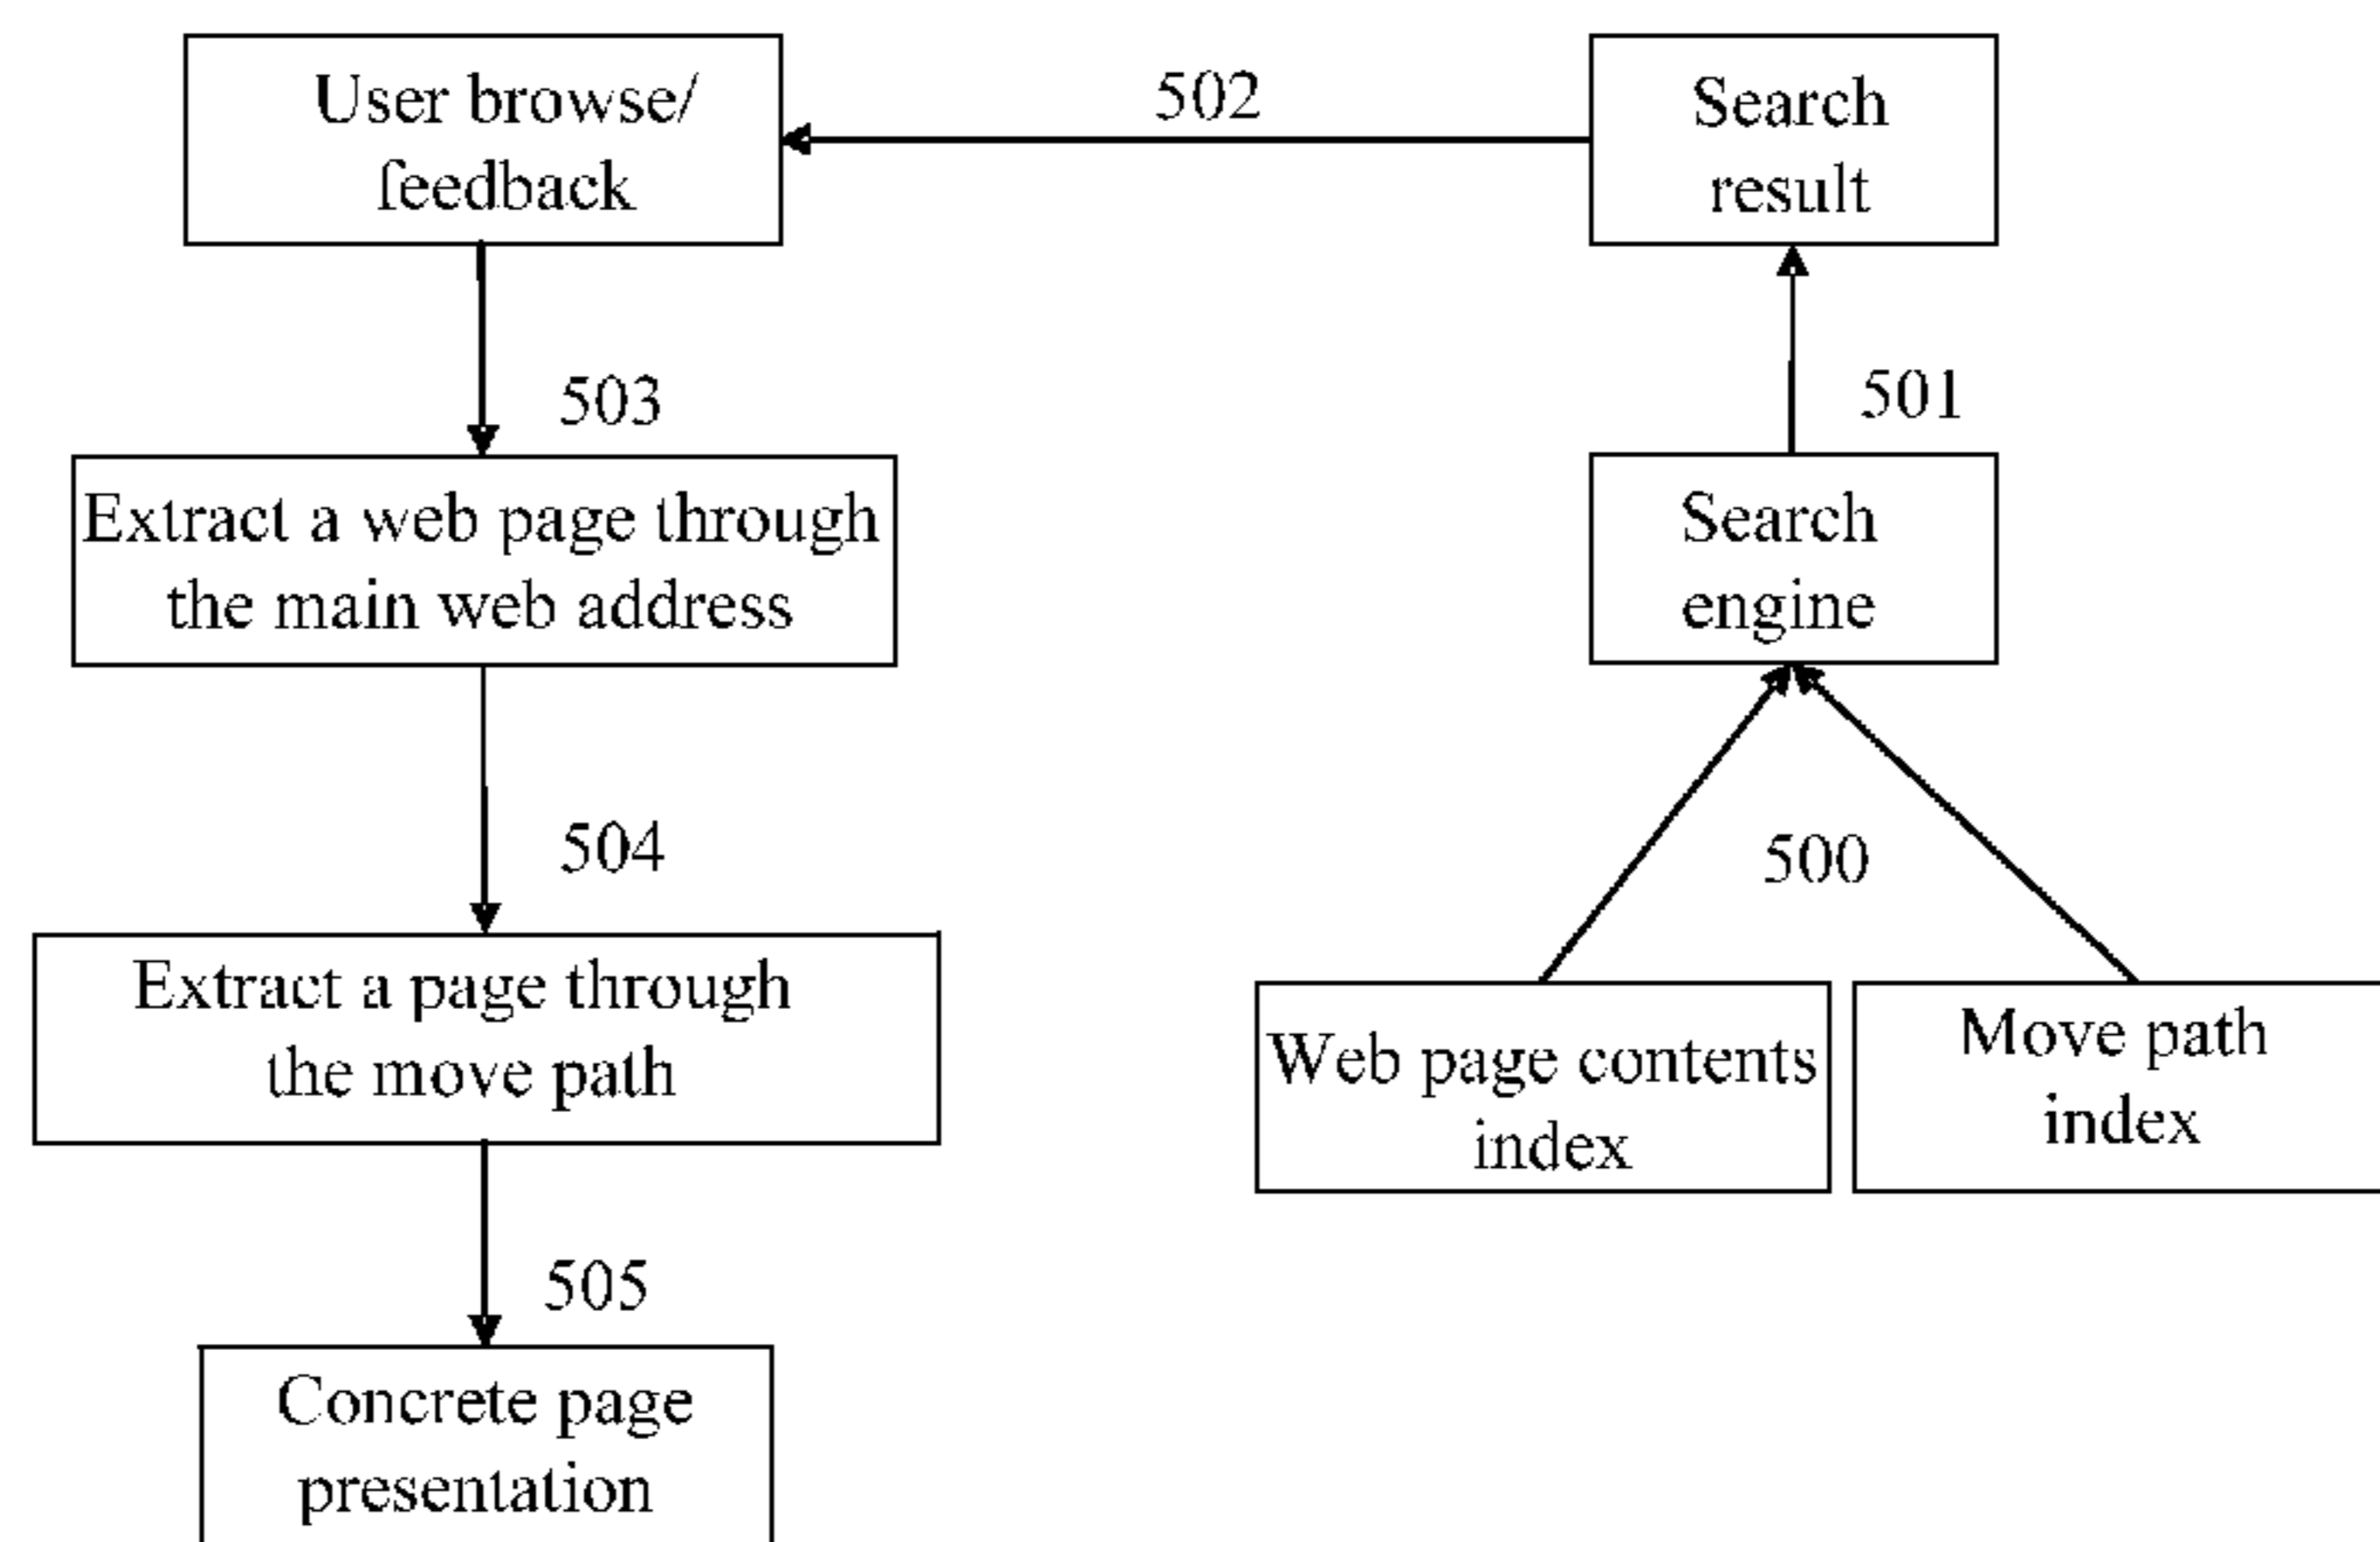 User browse/
feedback
502
Search
result
503
501
Extract a web page through
the main web address
Search
engine
504
500
Extract a page through
the move path
Web page contents
index
Move path
index
505
Concrete page
presentation